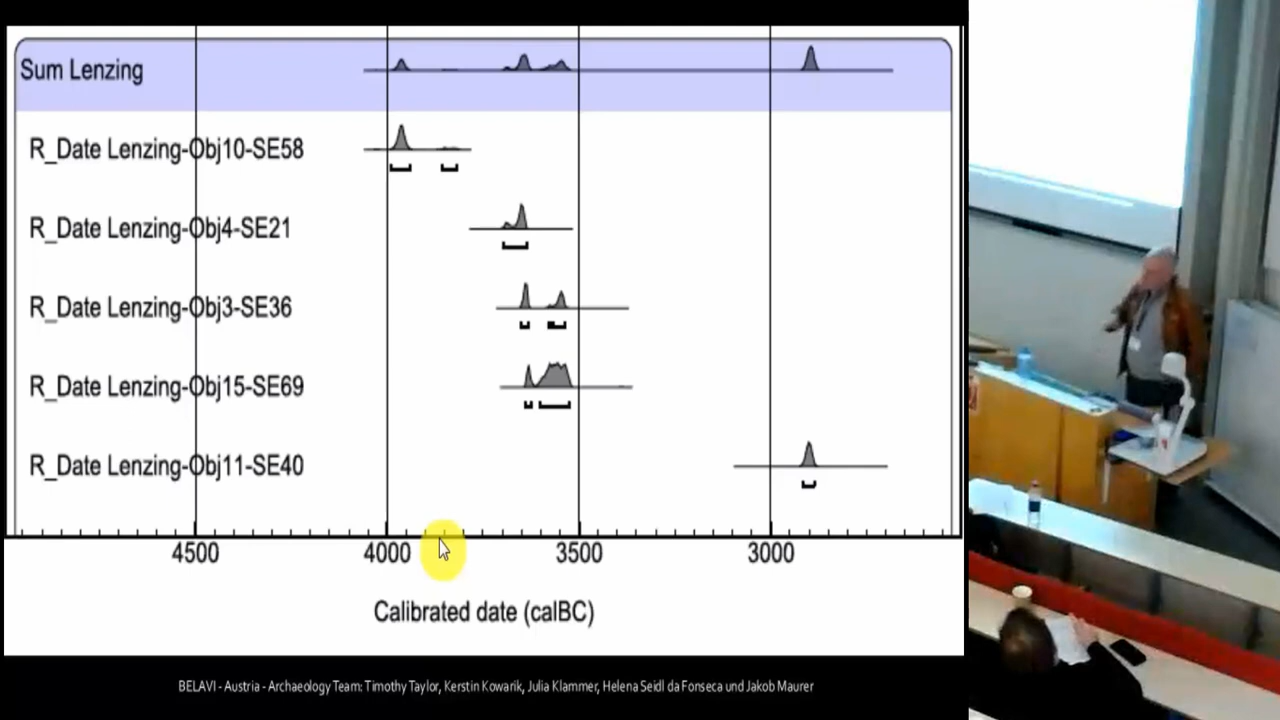 Sum Lenzing
R_Date Lenzing-Obj10-SE58
R_Date Lenzing-Obj4-SE21
R_Date Lenzing-Obj3-SE36
R_Date Lenzing-Obj15-SE69
R_Date Lenzing-Obj11-SE40
4500 4000 3500 3000
Calibrated date (calBC)
BELAVI - Austria - Archaeology Team: Timothy Taylor, Kerstin Kowarik, Julia Klammer, Helena Seidl da Fonseca und Jakob Maurer